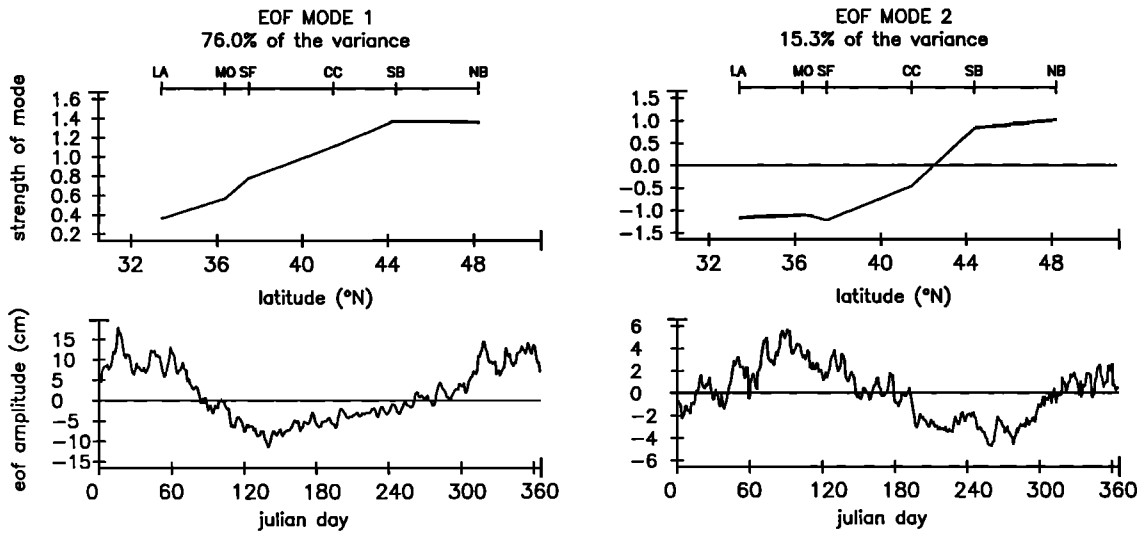 EOF MODE 1
76.0% of the variance
LA MO SF CC SB NB
strength of mode
1.6
1.4
1.2
1.0
0.8
0.6
0.4
0.2
32 36 40 44 48
latitude (°N)
eof amplitude (cm)
15
10
5
0
-5
-10
-15
0 60 120 180 240 300 360
julian day
EOF MODE 2
15.3% of the variance
LA MO SF CC SB NB
1.5
1.0
0.5
0.0
-0.5
-1.0
-1.5
32 36 40 44 48
latitude (°N)
6
4
2
0
-2
-4
-6
0 60 120 180 240 300 360
julian day